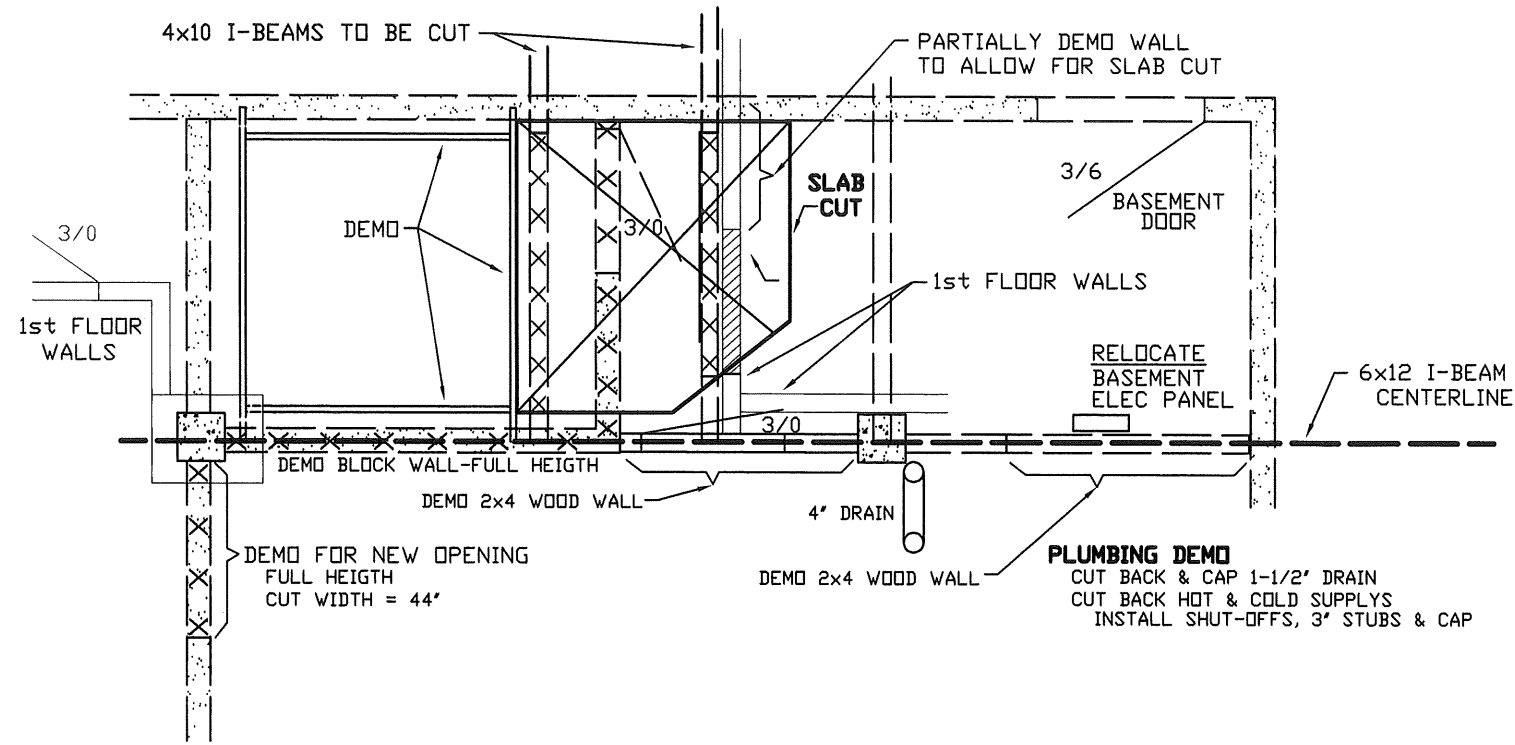 4x10 I-BEAMS TO BE CUT
PARTIALLY DEMO WALL
TO ALLOW FOR SLAB CUT
3/6
BASEMENT
DOOR
SLAB
CUT
3/0
DEMO
3/0
1st FLOOR WALLS
1st FLOOR
WALLS
RELOCATE
BASEMENT
ELEC PANEL
6x12 I-BEAM
CENTERLINE
3/0
DEMO BLOCK WALL-FULL HEIGTH
DEMO 2x4 WOOD WALL
4" DRAIN
DEMO FOR NEW OPENING
FULL HEIGTH
CUT WIDTH = 44"
DEMO 2x4 WOOD WALL
PLUMBING DEMO
CUT BACK & CAP 1-1/2" DRAIN
CUT BACK HOT & COLD SUPPLYS
INSTALL SHUT-OFFS, 3" STUBS & CAP